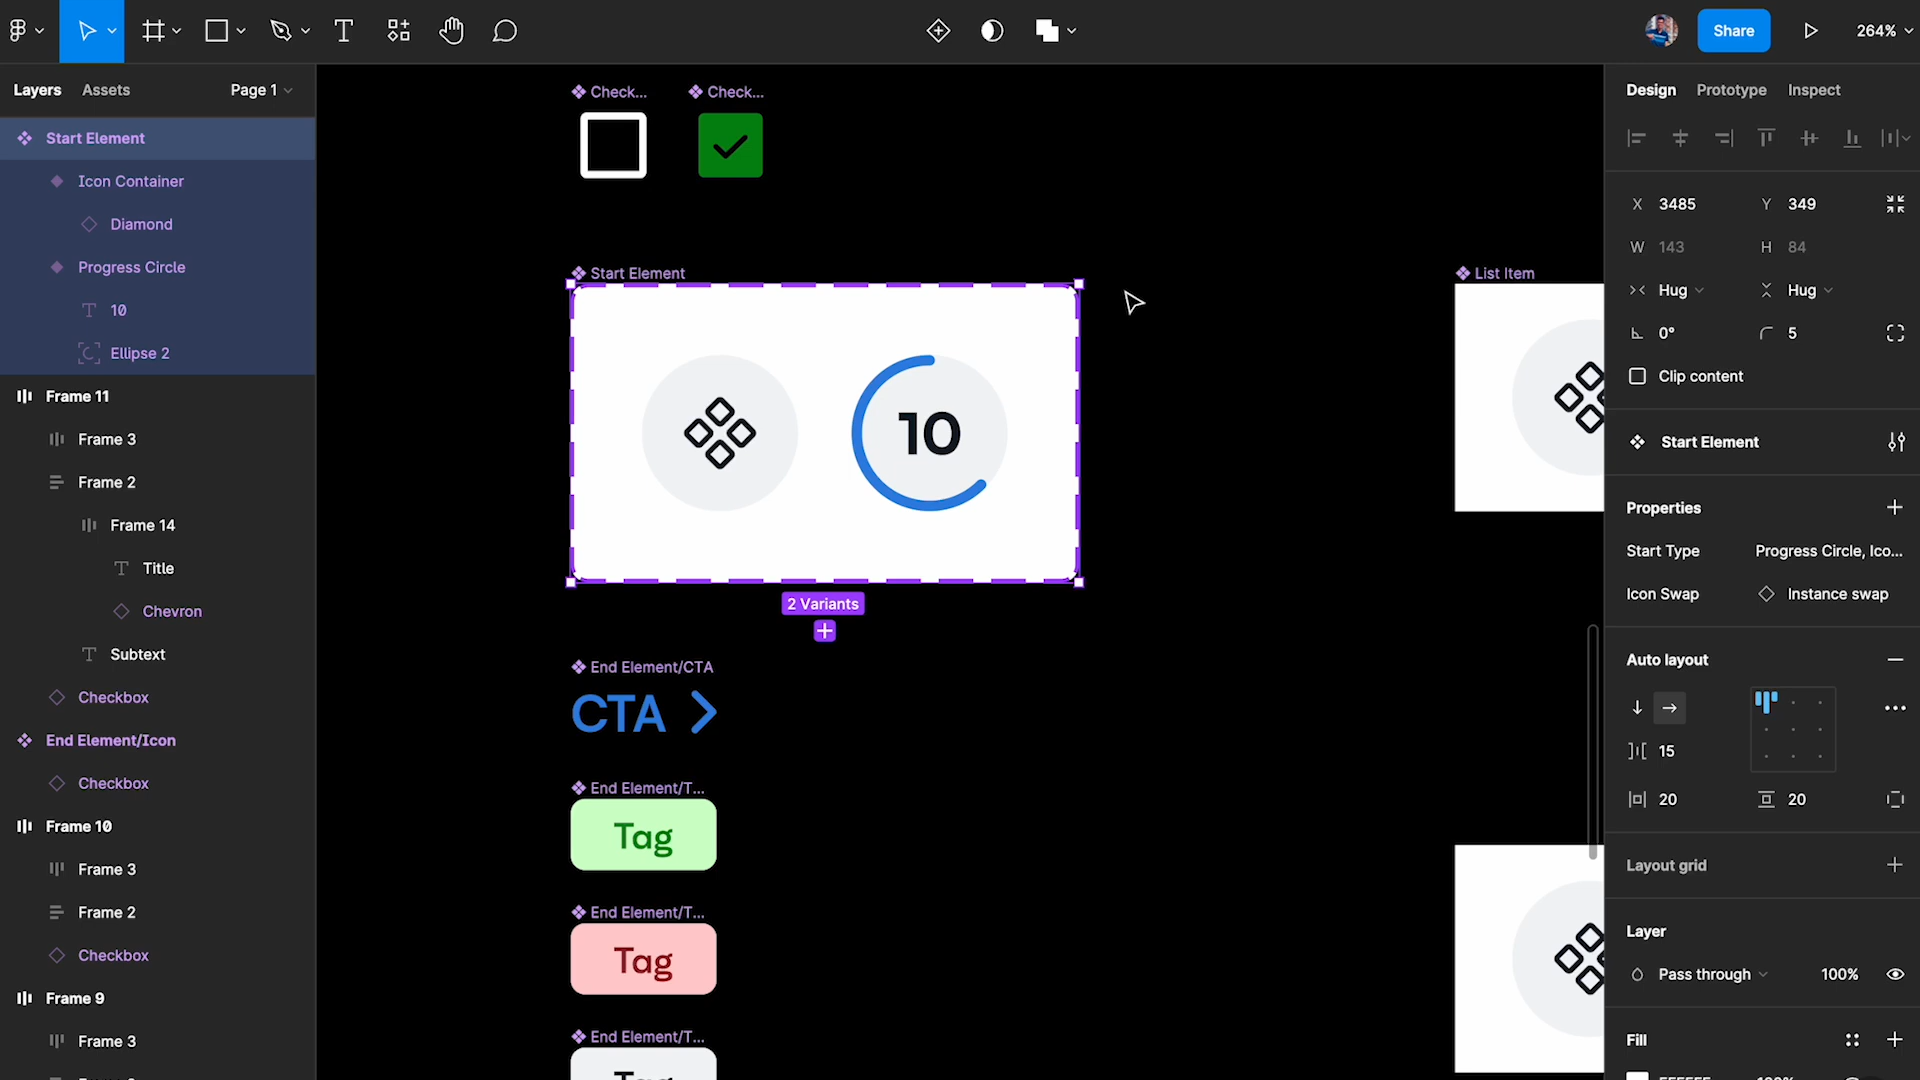 Share
264%
Layers
Assets
Page 1
Start Element
Icon Container
Diamond
Progress Circle
10
Ellipse 2
Frame 11
Frame 3
Frame 2
Frame 14
Title
Chevron
Subtext
Checkbox
End Element/Icon
Checkbox
Frame 10
Frame 3
Frame 2
Checkbox
Frame 9
Frame 3
Check...
Check...
Start Element
10
2 Variants
List Item
End Element/CTA
CTA
End Element/T...
Tag
End Element/T...
Tag
End Element/T...
Design
Prototype
Inspect
X 3485
Y 349
W 143
H 84
Hug
Hug
0°
5
Clip content
Start Element
Properties
Start Type
Progress Circle, Ico...
Icon Swap
Instance swap
Auto layout
15
20
20
Layout grid
Layer
Pass through
100%
Fill